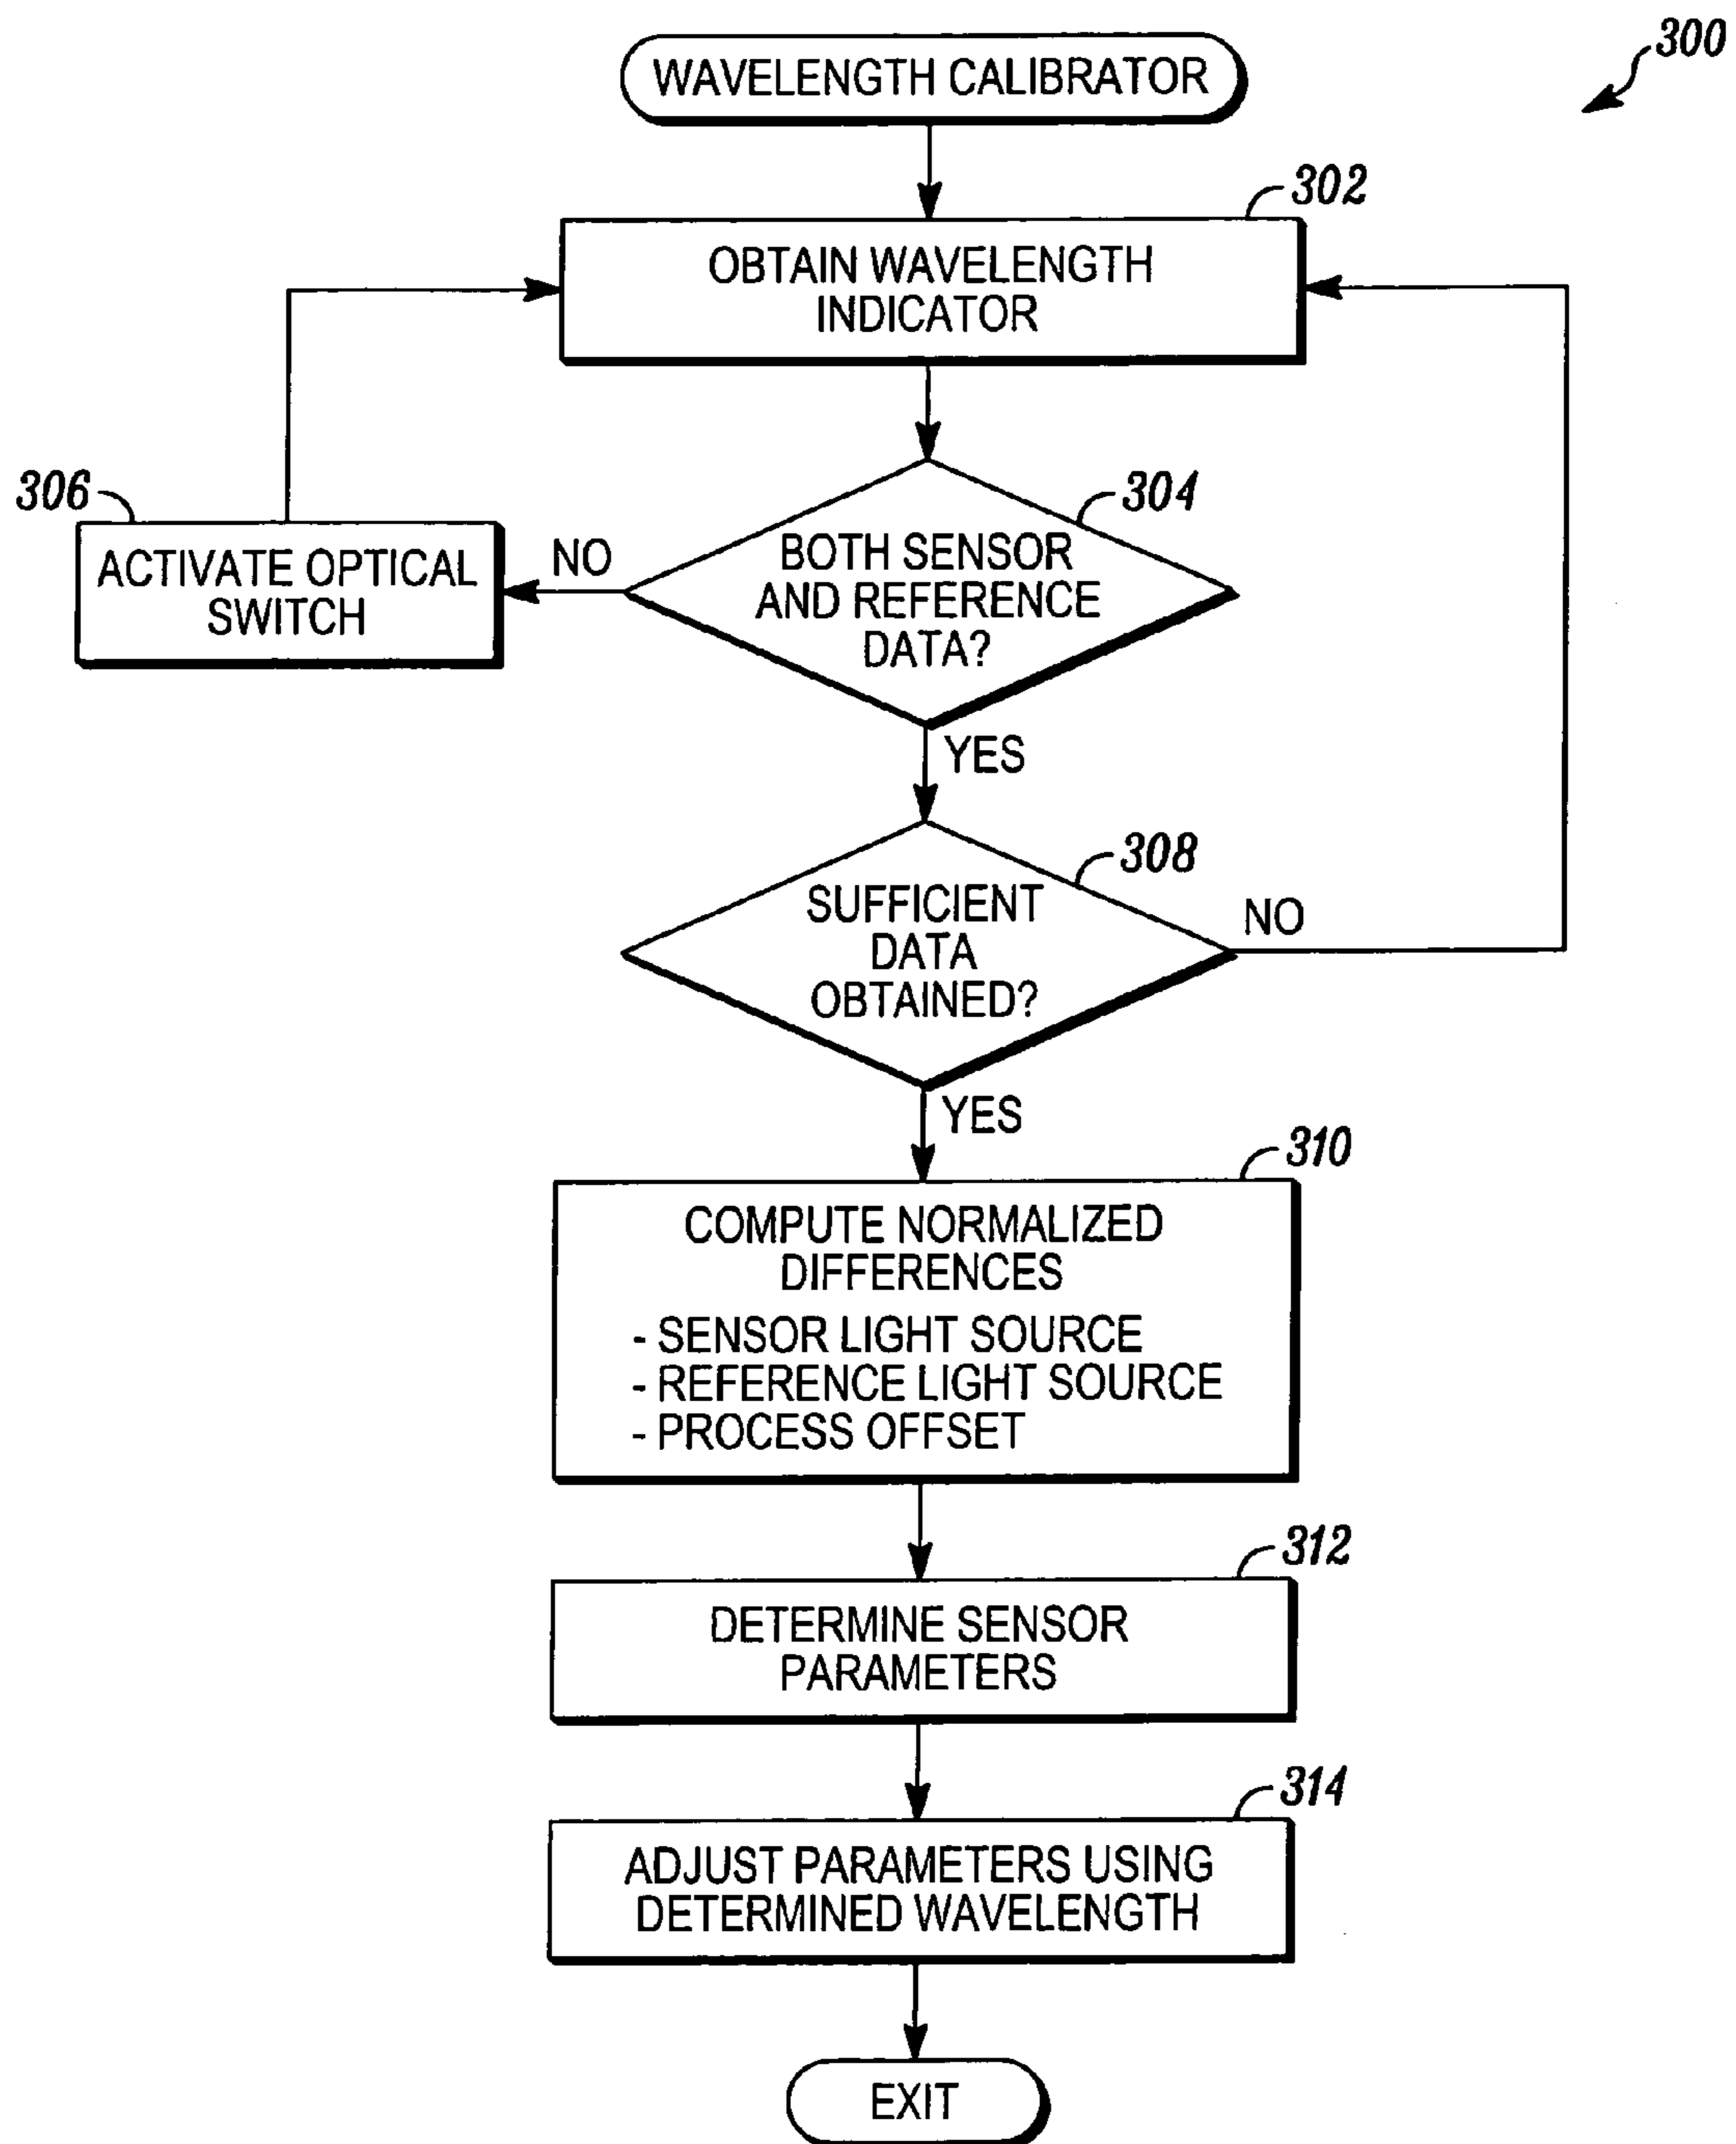 300
WAVELENGTH CALIBRATOR
302
OBTAIN WAVELENGTH
INDICATOR
304
BOTH SENSOR
AND REFERENCE
DATA?
NO
306
ACTIVATE OPTICAL
SWITCH
YES
308
SUFFICIENT
DATA
OBTAINED?
NO
YES
310
COMPUTE NORMALIZED
DIFFERENCES
- SENSOR LIGHT SOURCE
- REFERENCE LIGHT SOURCE
- PROCESS OFFSET
312
DETERMINE SENSOR
PARAMETERS
314
ADJUST PARAMETERS USING
DETERMINED WAVELENGTH
EXIT